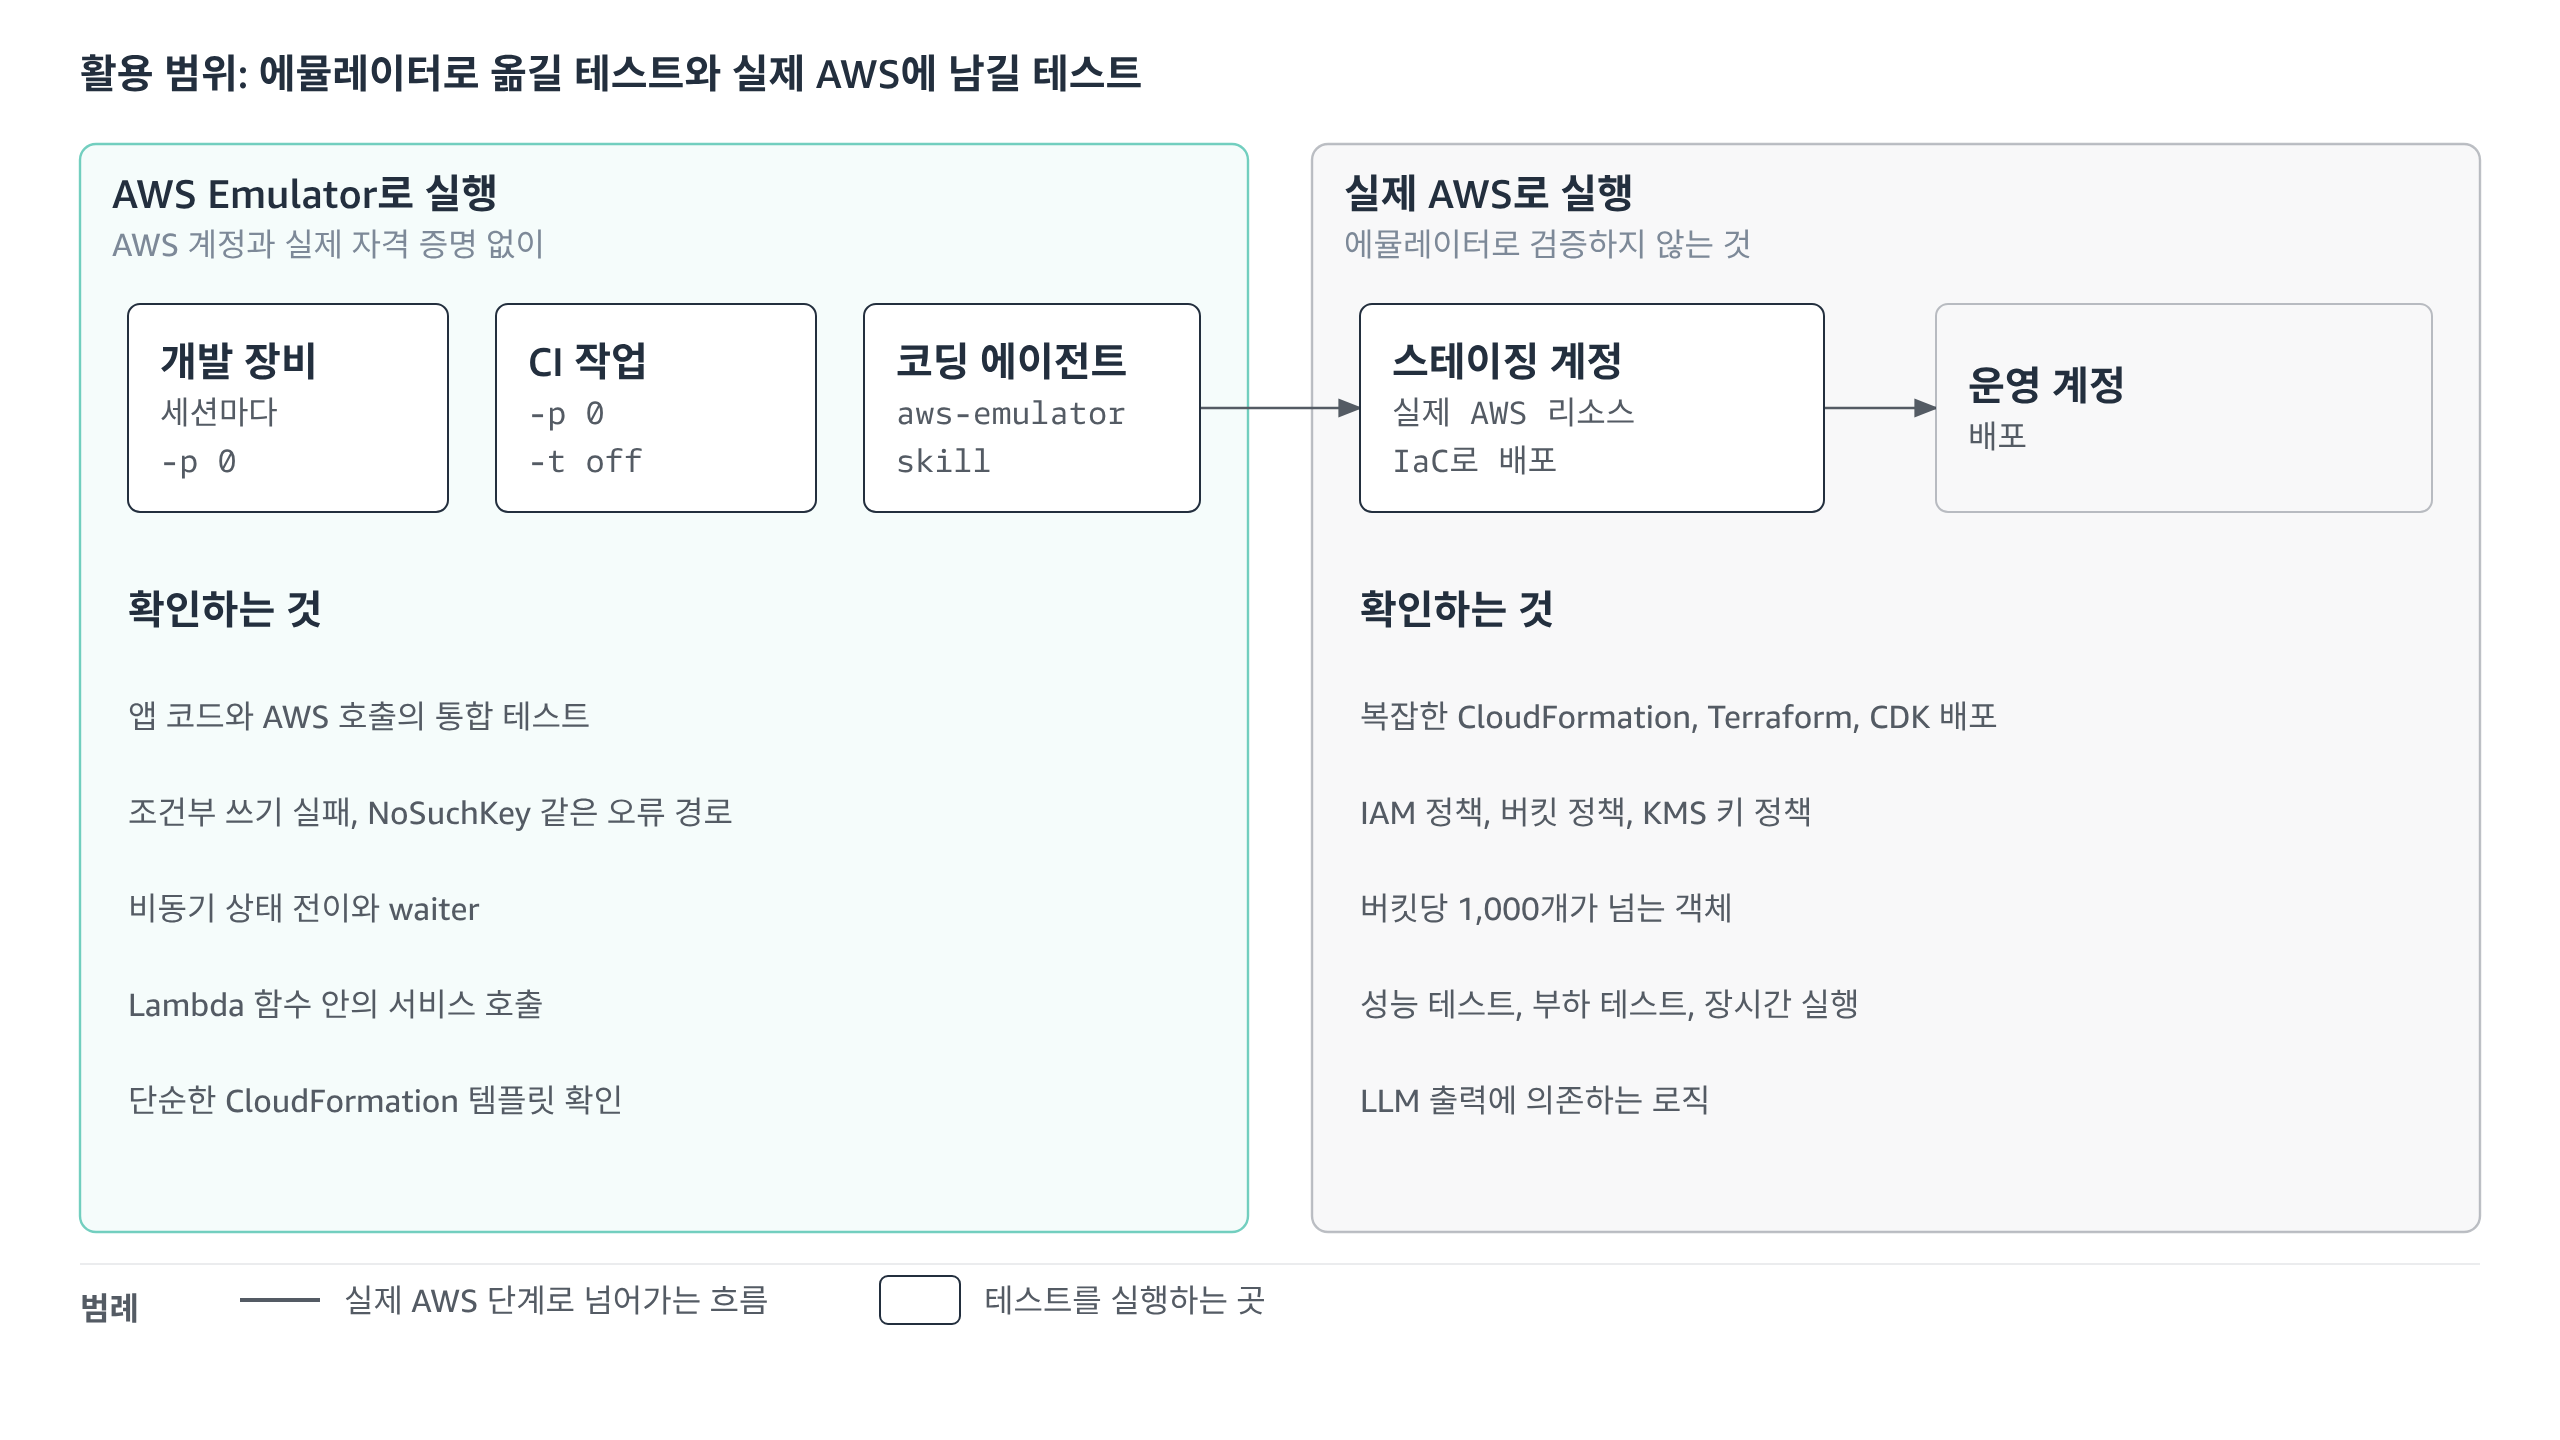 활용 범위: 에뮬레이터로 옮길 테스트와 실제 AWS에 남길 테스트
AWS Emulator로 실행
AWS 계정과 실제 자격 증명 없이
개발 장비
세션마다
-p 0
CI 작업
-p 0
-t off
코딩 에이전트
aws-emulator
skill
확인하는 것
앱 코드와 AWS 호출의 통합 테스트
조건부 쓰기 실패, NoSuchKey 같은 오류 경로
비동기 상태 전이와 waiter
Lambda 함수 안의 서비스 호출
단순한 CloudFormation 템플릿 확인
실제 AWS로 실행
에뮬레이터로 검증하지 않는 것
스테이징 계정
실제 AWS 리소스
IaC로 배포
운영 계정
배포
확인하는 것
복잡한 CloudFormation, Terraform, CDK 배포
IAM 정책, 버킷 정책, KMS 키 정책
버킷당 1,000개가 넘는 객체
성능 테스트, 부하 테스트, 장시간 실행
LLM 출력에 의존하는 로직
범례
실제 AWS 단계로 넘어가는 흐름
테스트를 실행하는 곳